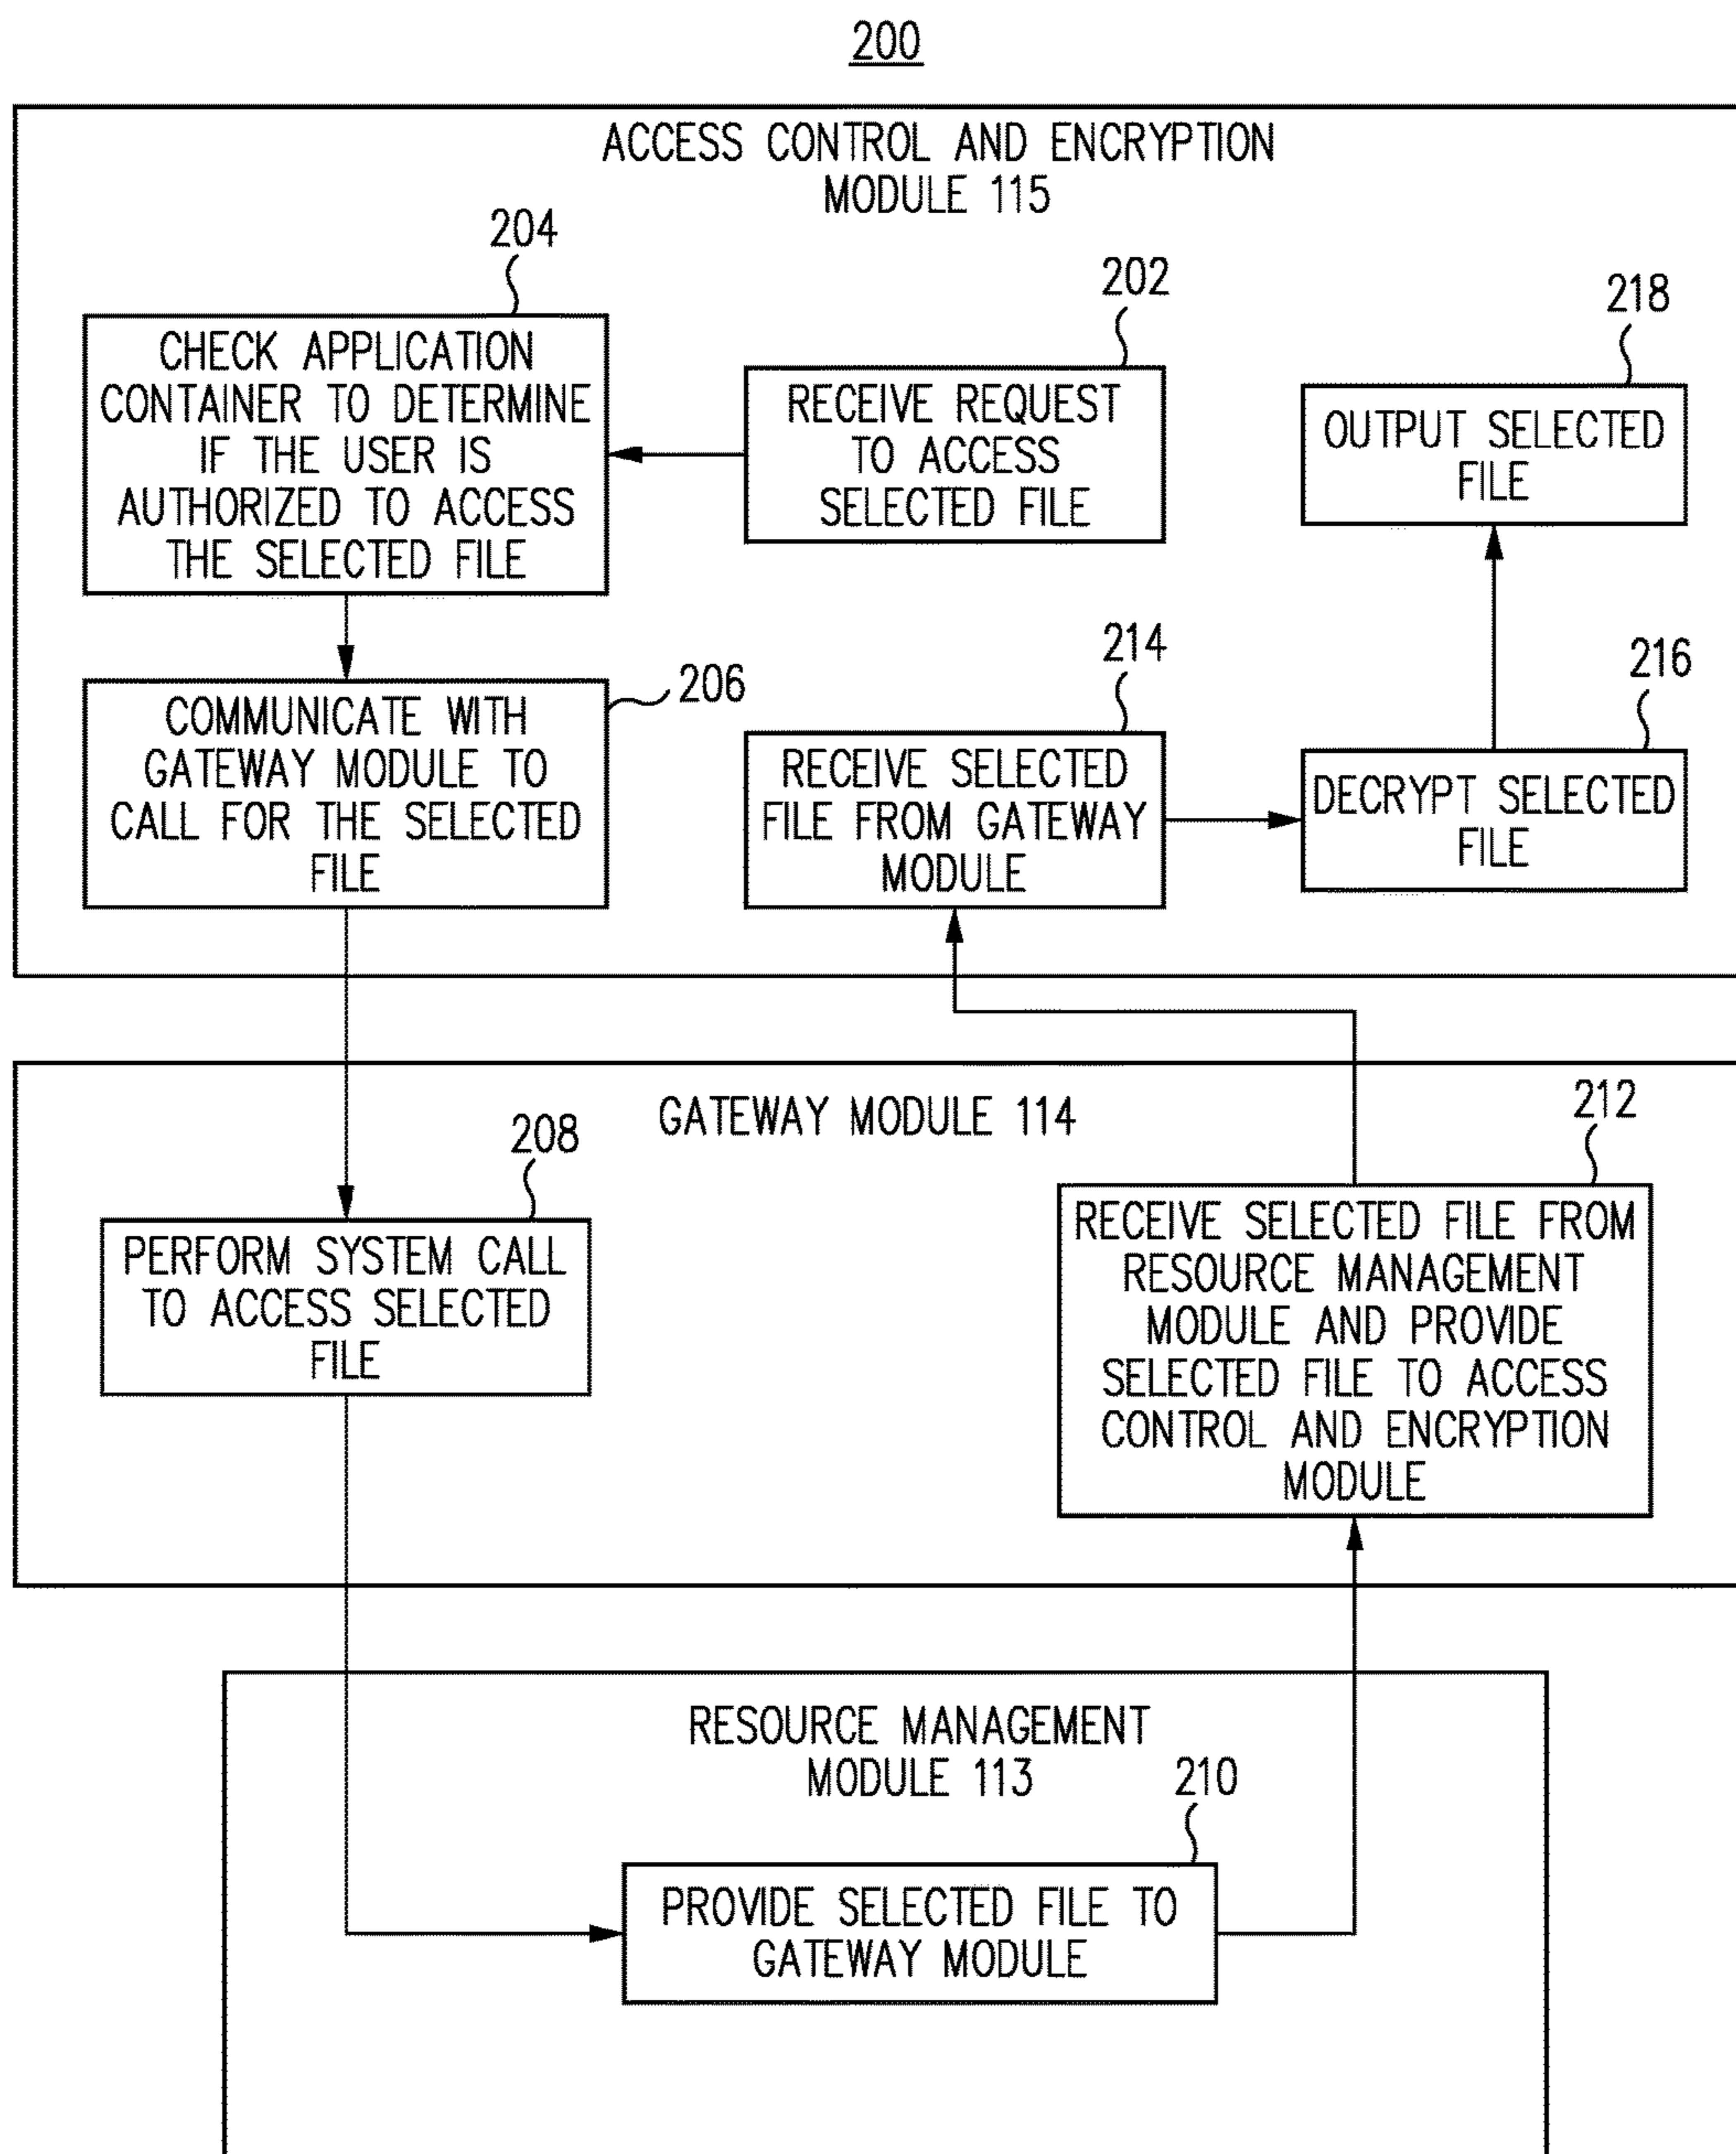 200
ACCESS CONTROL AND ENCRYPTION
MODULE 115
204
CHECK APPLICATION
CONTAINER TO DETERMINE
IF THE USER IS
AUTHORIZED TO ACCESS
THE SELECTED FILE
202
RECEIVE REQUEST
TO ACCESS
SELECTED FILE
218
OUTPUT SELECTED
FILE
206
COMMUNICATE WITH
GATEWAY MODULE TO
CALL FOR THE SELECTED
FILE
214
RECEIVE SELECTED
FILE FROM GATEWAY
MODULE
216
DECRYPT SELECTED
FILE
GATEWAY MODULE 114
208
PERFORM SYSTEM CALL
TO ACCESS SELECTED
FILE
212
RECEIVE SELECTED FILE FROM
RESOURCE MANAGEMENT
MODULE AND PROVIDE
SELECTED FILE TO ACCESS
CONTROL AND ENCRYPTION
MODULE
RESOURCE MANAGEMENT
MODULE 113
210
PROVIDE SELECTED FILE TO
GATEWAY MODULE